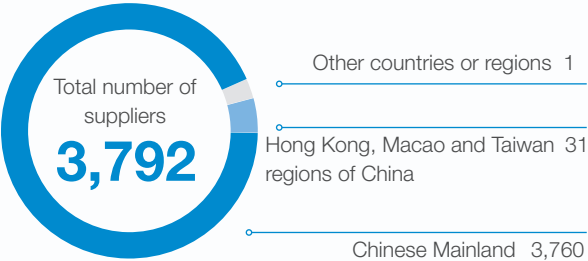 Total number of
suppliers
3,792
Other countries or regions 1
Hong Kong, Macao and Taiwan 31
regions of China
Chinese Mainland 3,760